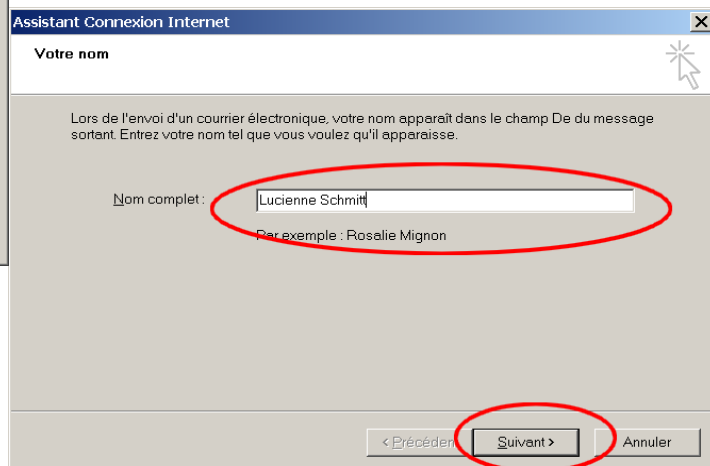 Assistant Connexion Internet
Votre nom
Lors de l'envoi d'un courrier électronique, votre nom apparaît dans le champ De du message
sortant. Entrez votre nom tel que vous voulez qu'il apparaisse.
Nom complet : Lucienne Schmitt
Par exemple : Rosalie Mignon
< Précéden Suivant > Annuler